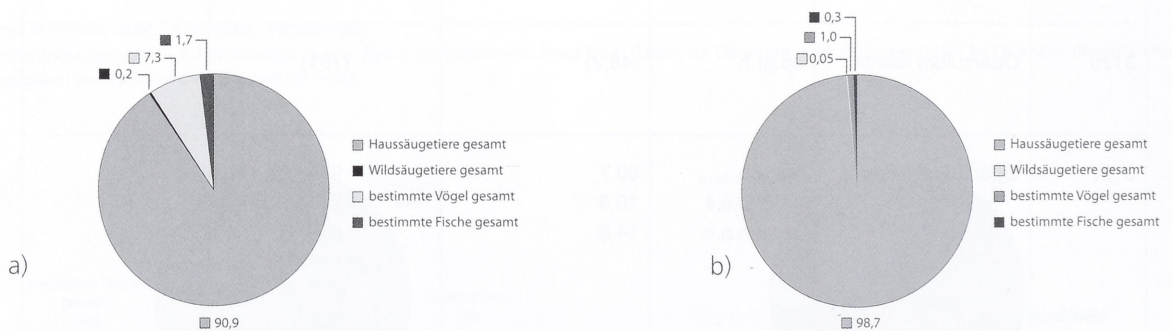 1,7
7,3
0,2
Haussäugetiere gesamt
Wildsäugetiere gesamt
bestimmte Vögel gesamt
bestimmte Fische gesamt
a)
90,9
0,3
1,0
0,05
Haussäugetiere gesamt
Wildsäugetiere gesamt
bestimmte Vögel gesamt
bestimmte Fische gesamt
b)
98,7